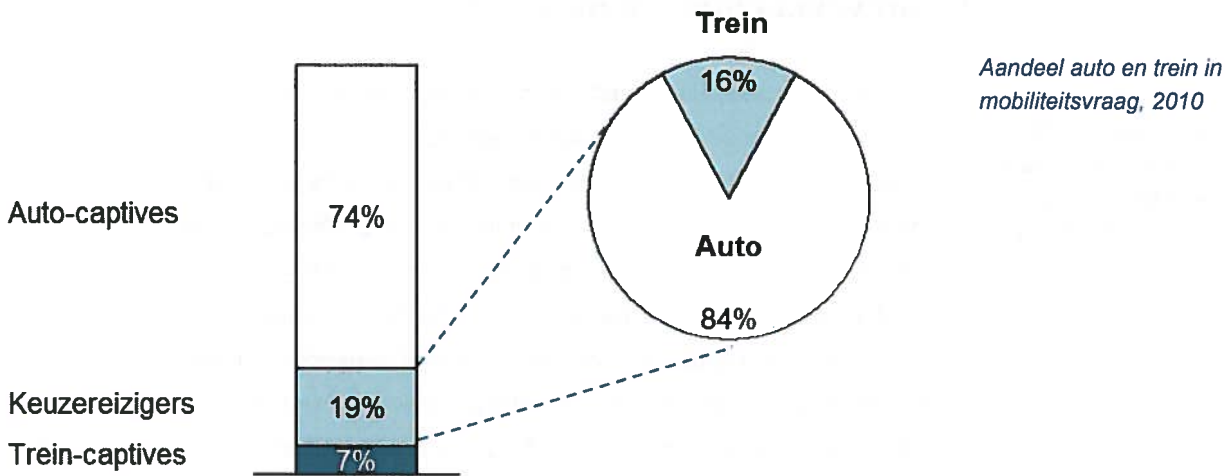 Trein
16%
Aandeel auto en trein in
mobiliteitsvraag, 2010
Auto-captives
74%
Auto
84%
Keuzereizigers
19%
Trein-captives
7%